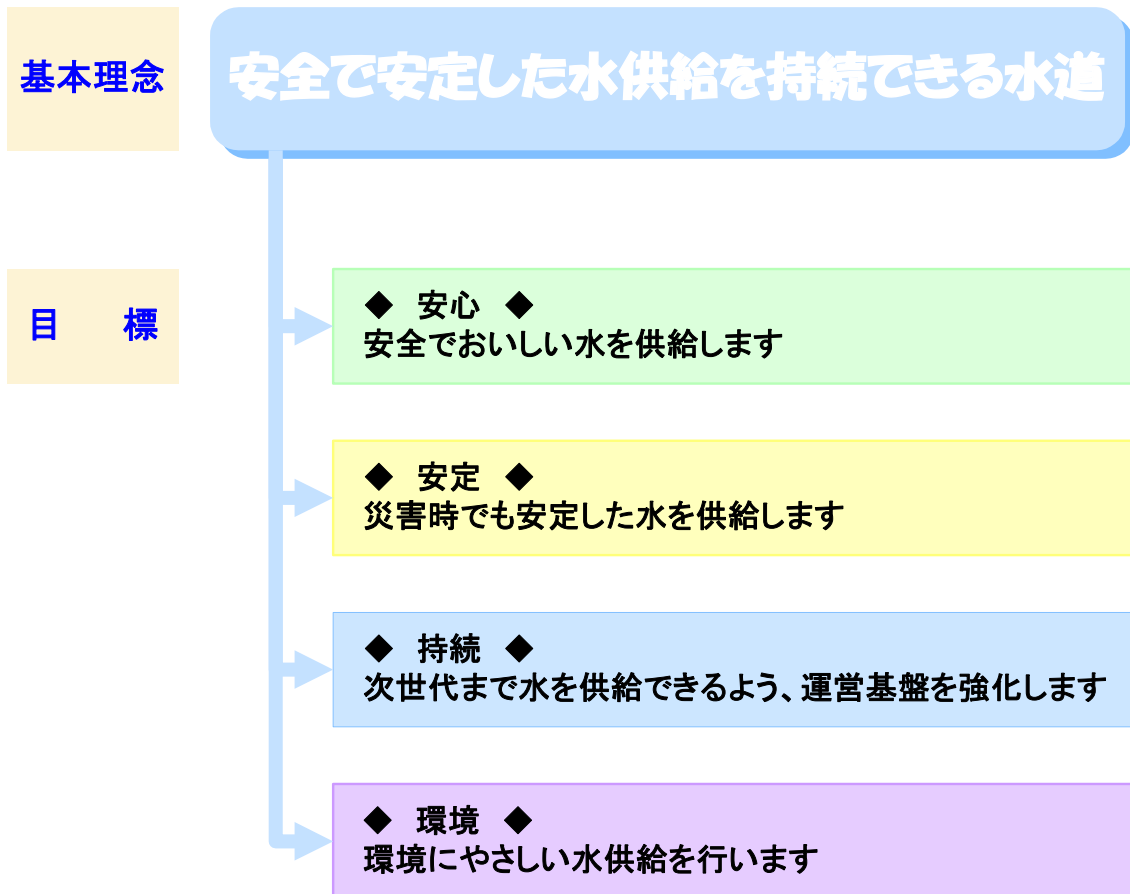 基本理念
安全で安定した水供給を持続できる水道
目　標
◆　安心　◆
安全でおいしい水を供給します
◆　安定　◆
災害時でも安定した水を供給します
◆　持続　◆
次世代まで水を供給できるよう、運営基盤を強化します
◆　環境　◆
環境にやさしい水供給を行います